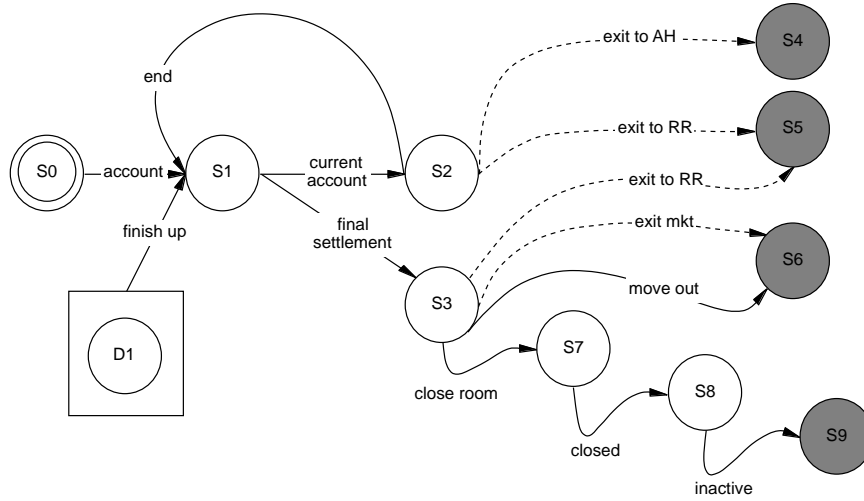 exit to AH
S4
end
exit to RR
S5
S0
account
S1
current
account
S2
exit to RR
finish up
final
settlement
exit mkt
S6
S3
move out
D1
S7
close room
S8
closed
S9
inactive